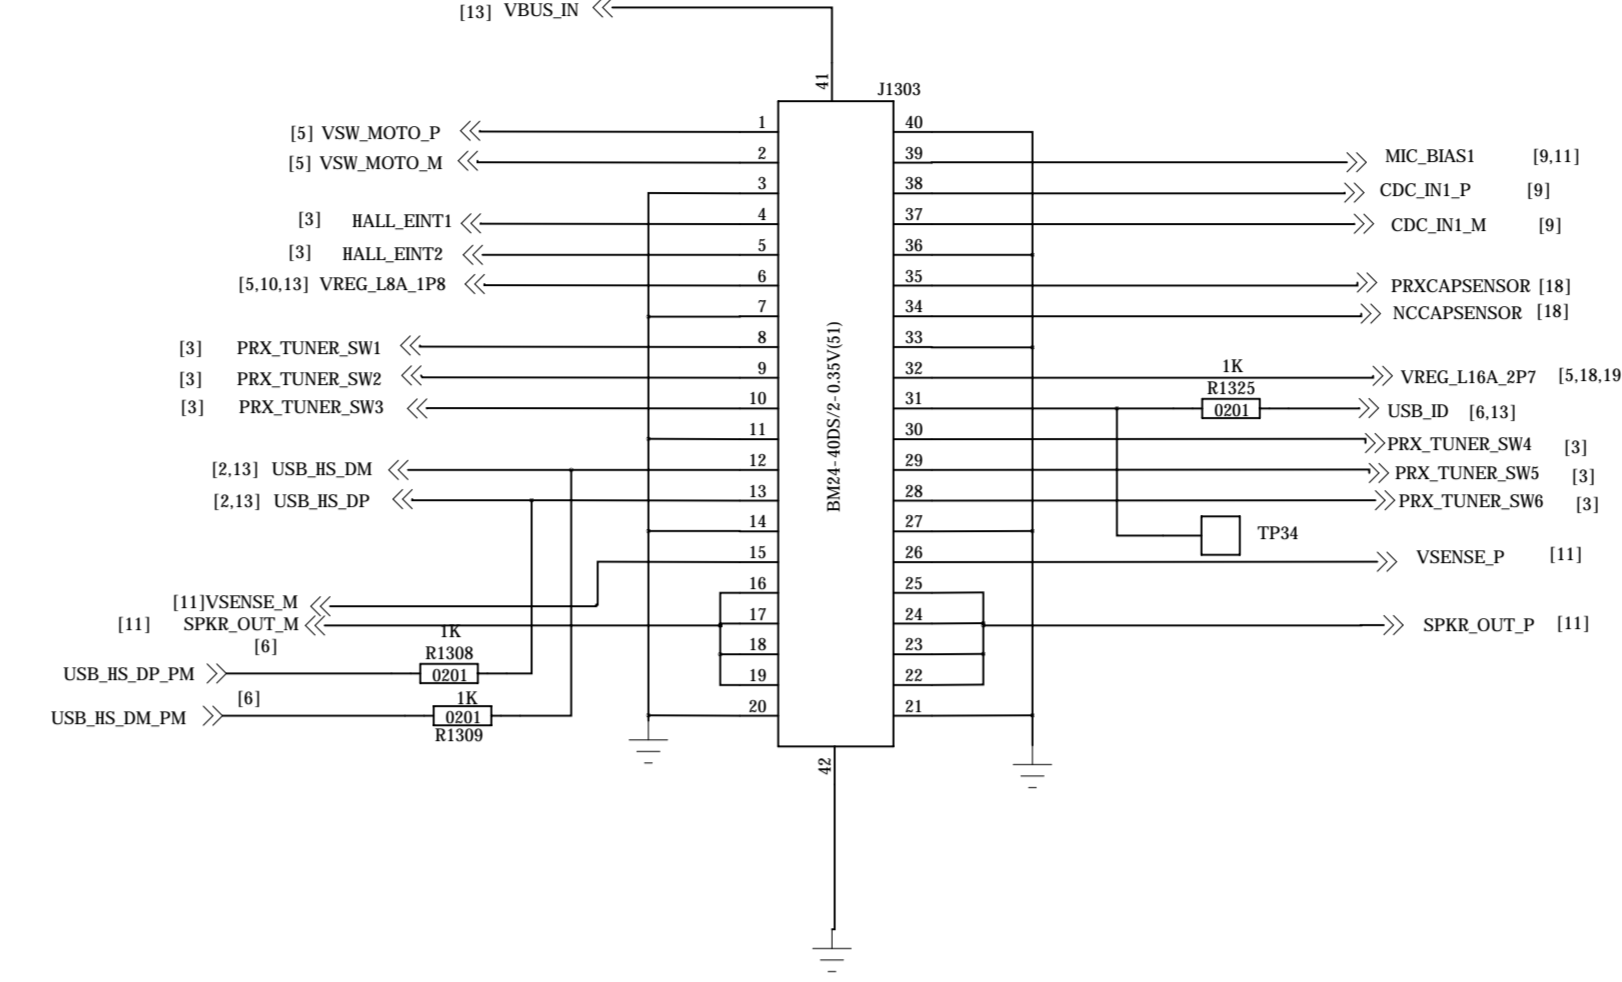 [13] VBUS_IN
41
J1303
[5] VSW_MOTO_P 1 40
[5] VSW_MOTO_M 2 39 MIC_BIAS1 [9,11]
3 38 CDC_IN1_P [9]
[3] HALL_EINT1 4 37 CDC_IN1_M [9]
[3] HALL_EINT2 5 36
[5,10,13] VREG_L8A_1P8 6 35 PRXCAPSENSOR [18]
7 34 NCCAPSENSOR [18]
[3] PRX_TUNER_SW1 8 33
1K
[3] PRX_TUNER_SW2 9 32 VREG_L16A_2P7 [5,18,19
R1325
[3] PRX_TUNER_SW3 10 31 0201 USB_ID [6,13]
11 30 PRX_TUNER_SW4 [3]
[2,13] USB_HS_DM 12 29 PRX_TUNER_SW5 [3]
[2,13] USB_HS_DP 13 28 PRX_TUNER_SW6 [3]
14 27 TP34
15 26 VSENSE_P [11]
16 25
[11]VSENSE_M
[11] SPKR_OUT_M 17 24 SPKR_OUT_P [11]
BM24-40DS/2-0.35V(51)
[6] 1K
R1308
18 23
USB_HS_DP_PM 0201 19 22
[6] 1K
USB_HS_DM_PM 0201 20 21
R1309
42